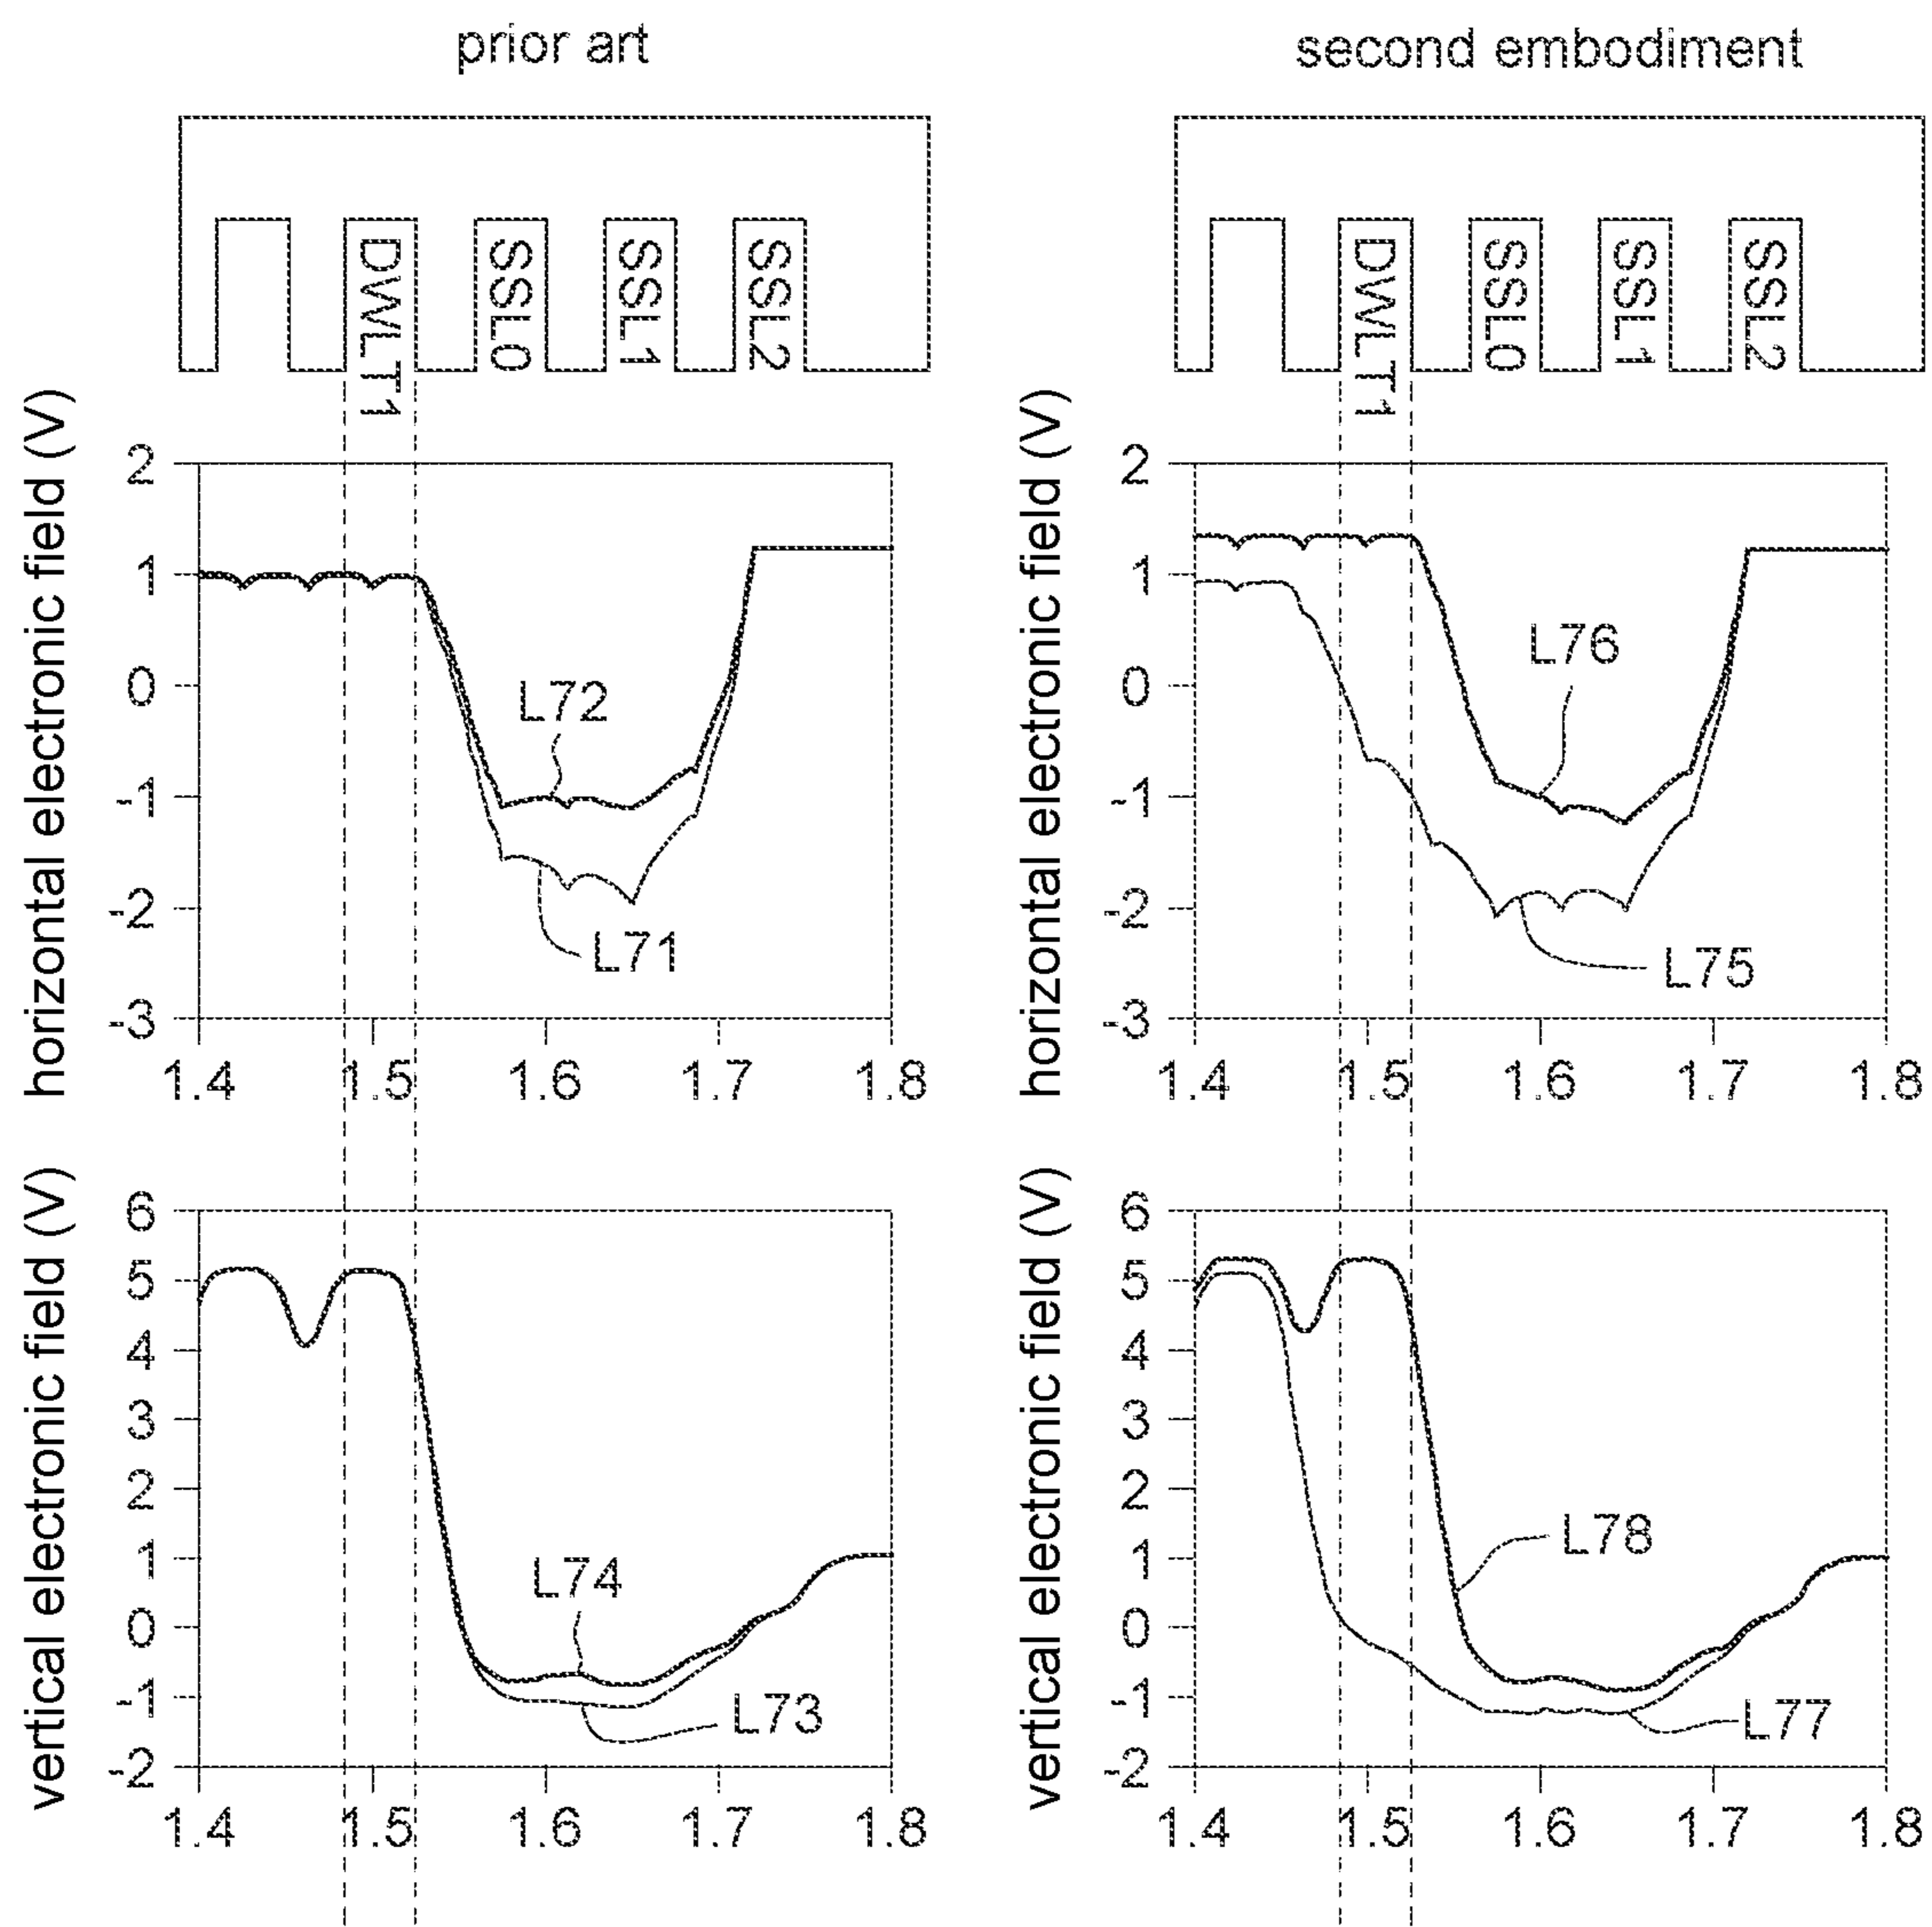 prior art
second embodiment
DWLT1
SSL0
SSL1
SSL2
DWLT1
SSL0
SSL1
SSL2
horizontal electronic field (V)
2
1
0
-1
-2
-3
1.4 1.5 1.6 1.7 1.8
L72
L71
horizontal electronic field (V)
2
1
0
-1
-2
-3
1.4 1.5 1.6 1.7 1.8
L76
L75
vertical electronic field (V)
6
5
4
3
2
1
0
-1
-2
1.4 1.5 1.6 1.7 1.8
L74
L73
vertical electronic field (V)
6
5
4
3
2
1
0
-1
-2
1.4 1.5 1.6 1.7 1.8
L78
L77